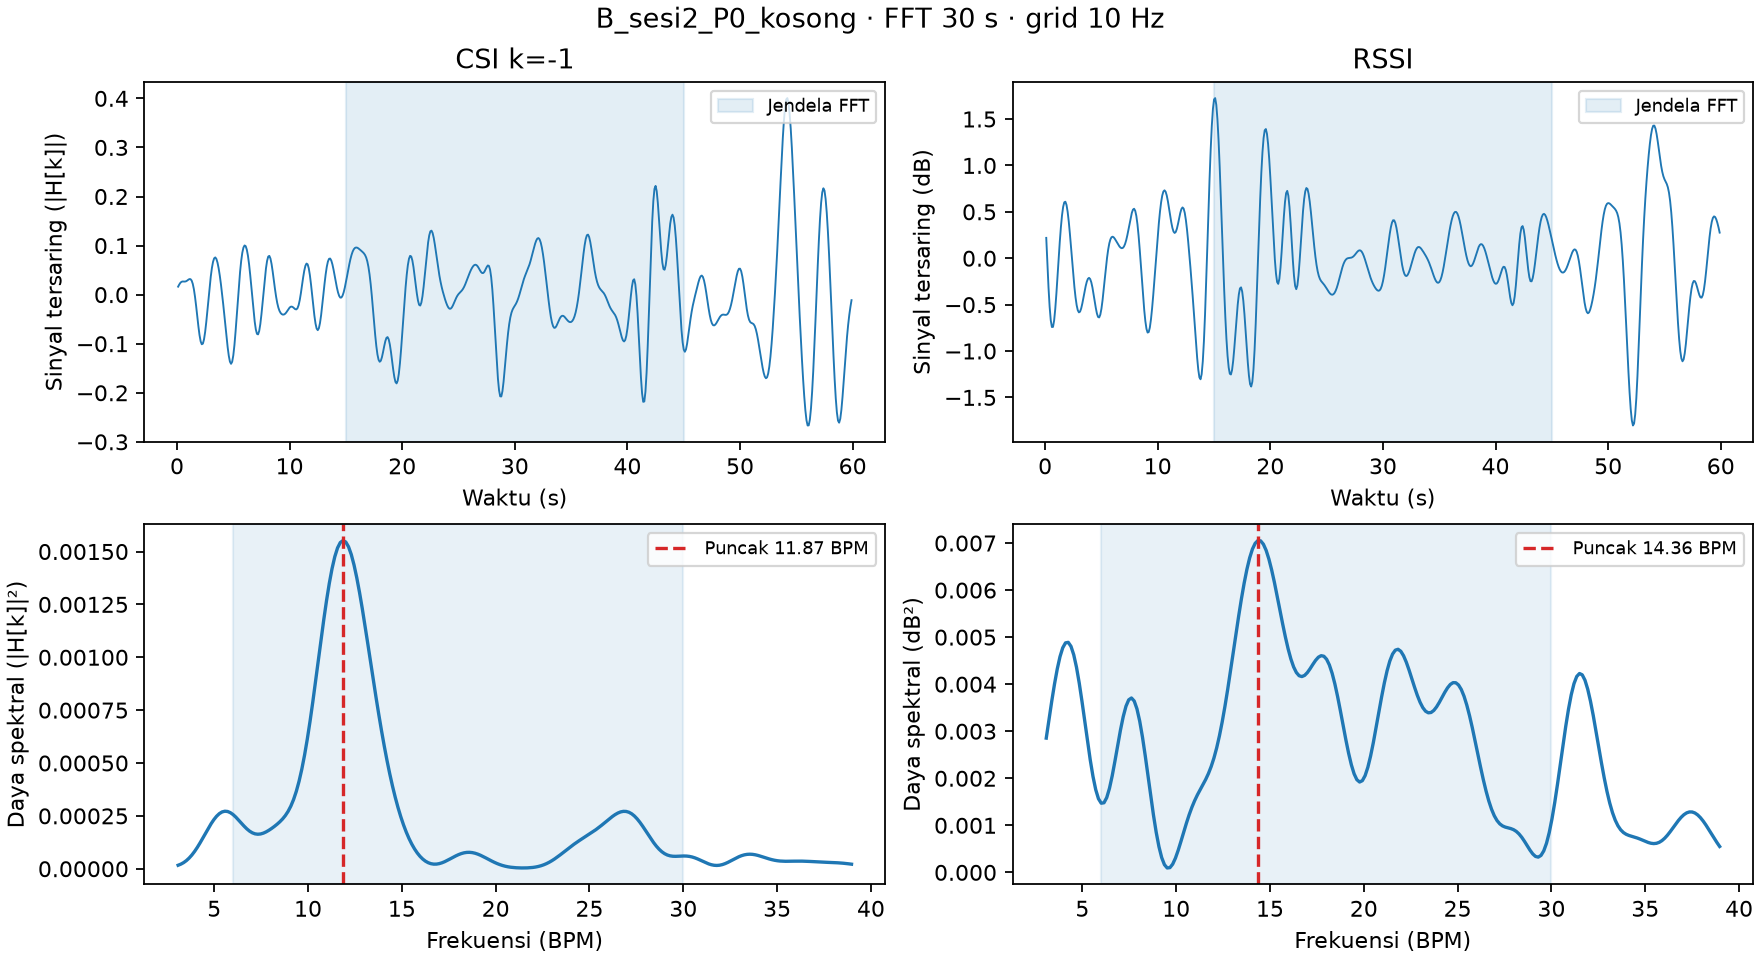 B_sesi2_P0_kosong · FFT 30 s · grid 10 Hz
CSI k=-1
Sinyal tersaring (|H[k]|)
0.4
0.3
0.2
0.1
0.0
−0.1
−0.2
−0.3
0 10 20 30 40 50 60
Waktu (s)
Jendela FFT
RSSI
Sinyal tersaring (dB)
1.5
1.0
0.5
0.0
−0.5
−1.0
−1.5
0 10 20 30 40 50 60
Waktu (s)
Jendela FFT
Daya spektral (|H[k]|²)
0.00150
0.00125
0.00100
0.00075
0.00050
0.00025
0.00000
5 10 15 20 25 30 35 40
Frekuensi (BPM)
Puncak 11.87 BPM
Daya spektral (dB²)
0.007
0.006
0.005
0.004
0.003
0.002
0.001
0.000
5 10 15 20 25 30 35 40
Frekuensi (BPM)
Puncak 14.36 BPM